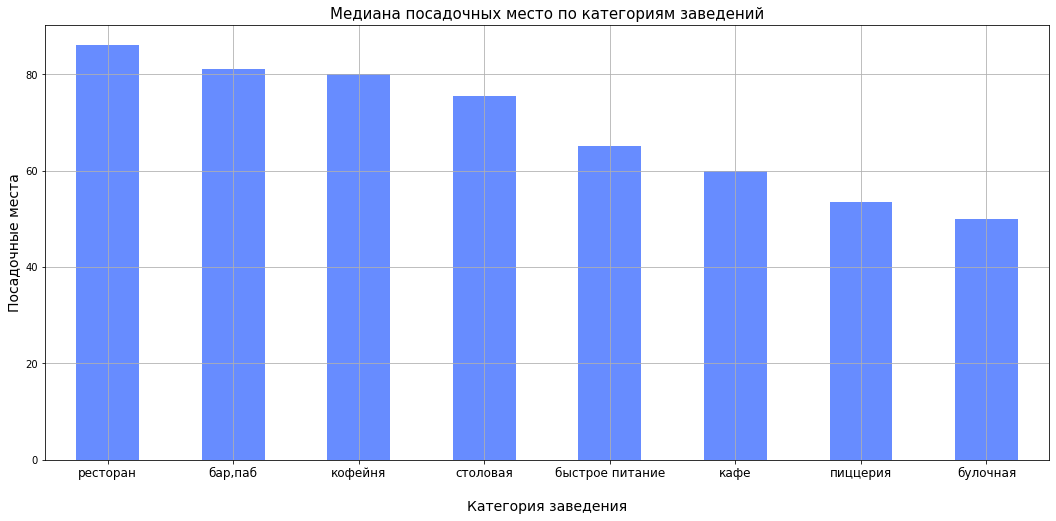 Медиана посадочных место по категориям заведений
Посадочные места
80
60
40
20
0
ресторан бар,паб кофейня столовая быстрое питание кафе пиццерия булочная
Категория заведения